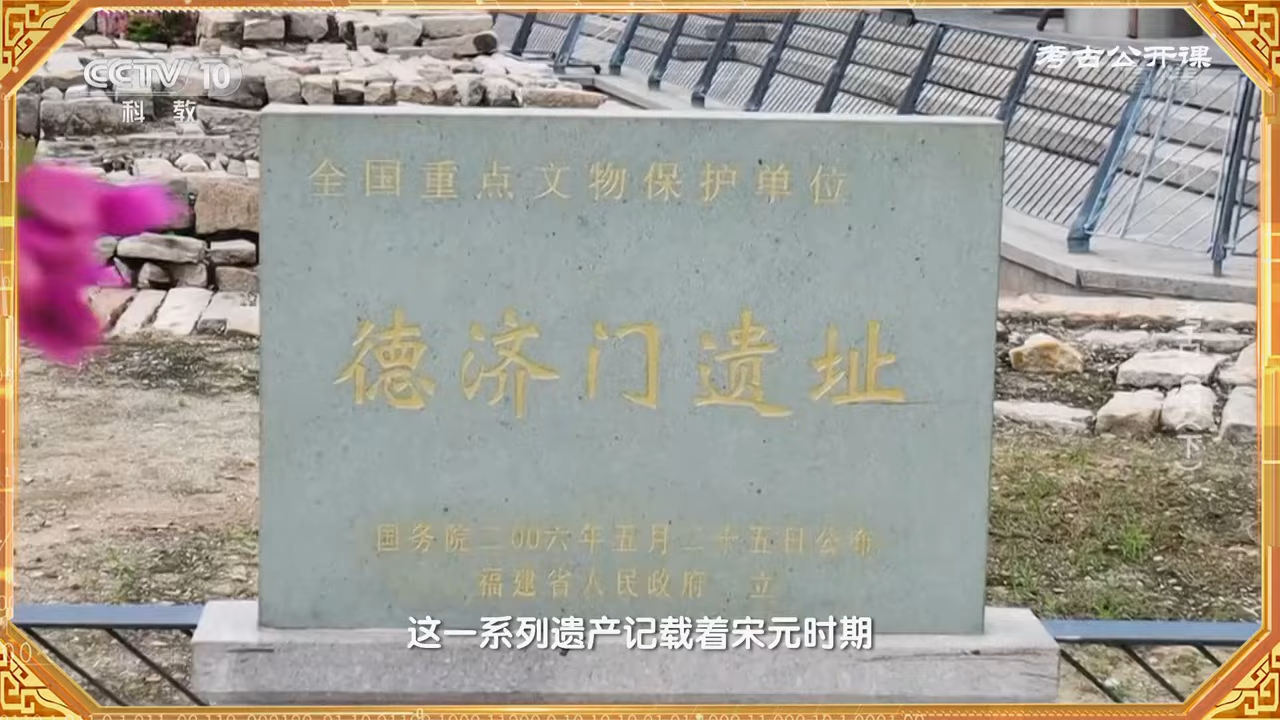 CCTV 10
科教
考古公开课
全国重点文物保护单位
德济门遗址
国务院二〇〇六年五月二十五日公布
福建省人民政府 立
下）
这一系列遗产记载着宋元时期